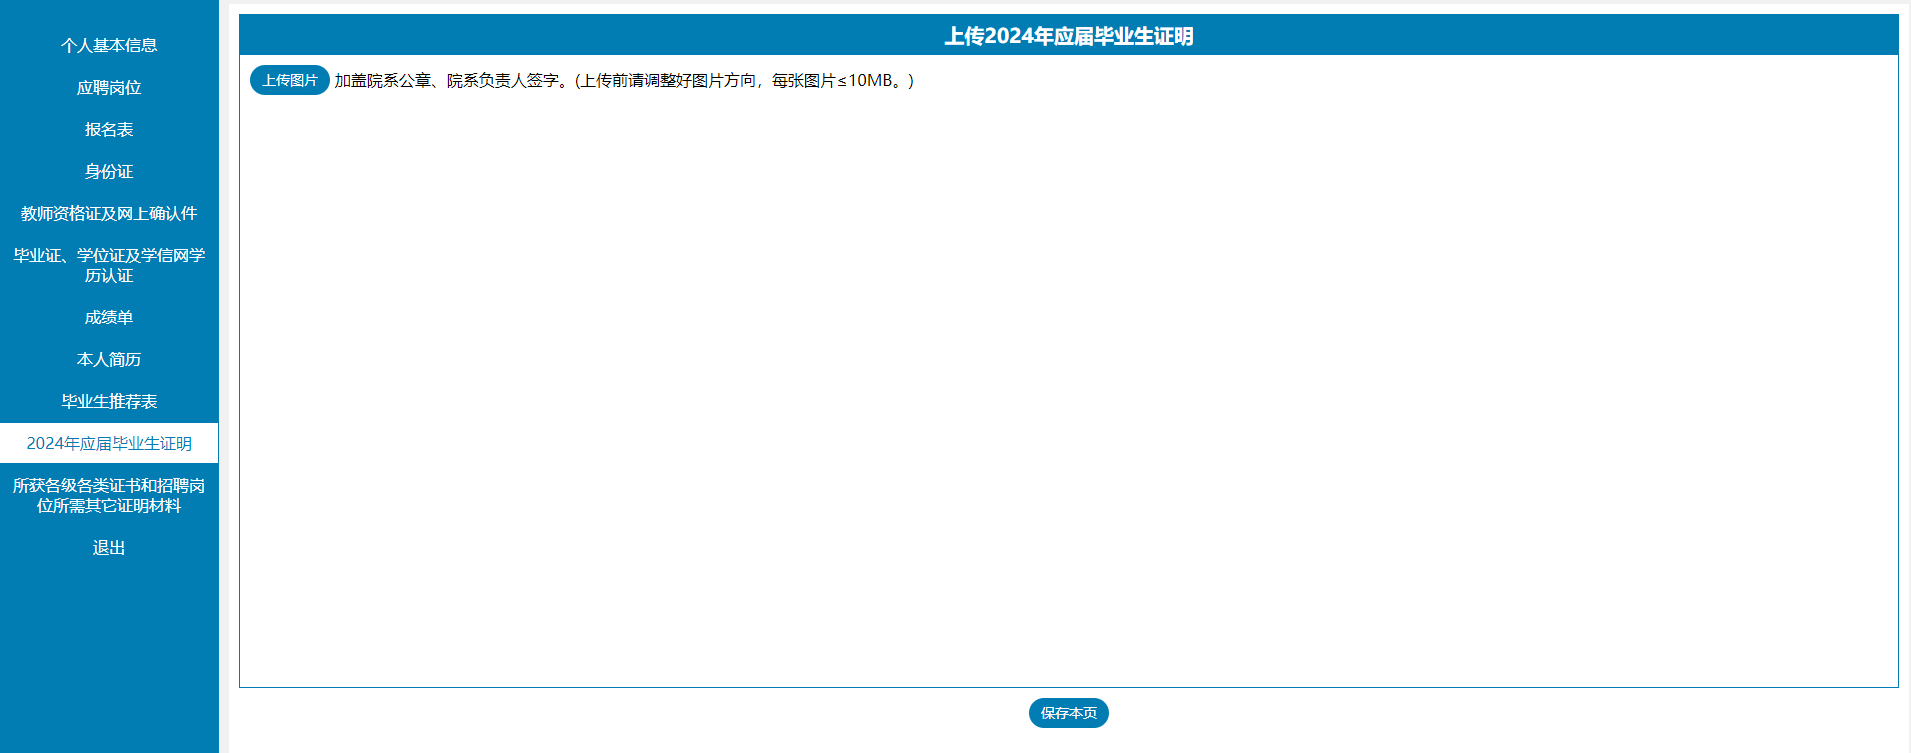 个人基本信息
应聘岗位
报名表
身份证
教师资格证及网上确认件
毕业证、学位证及学信网学
历认证
成绩单
本人简历
毕业生推荐表
2024年应届毕业生证明
所获各级各类证书和招聘岗
位所需其它证明材料
退出
上传2024年应届毕业生证明
上传图片 加盖院系公章、院系负责人签字。(上传前请调整好图片方向，每张图片≤10MB。)
保存本页